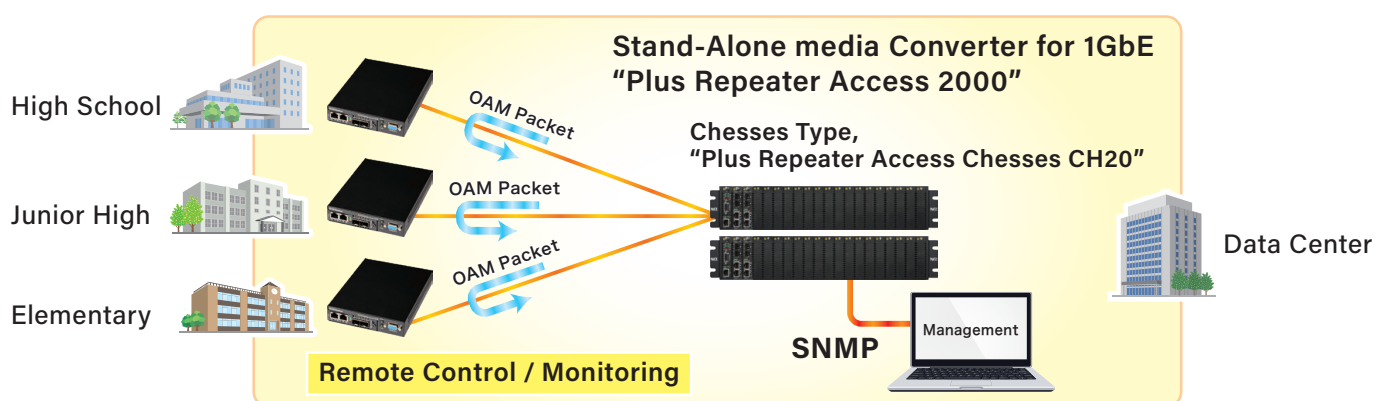 Stand-Alone media Converter for 1GbE
“Plus Repeater Access 2000”
High School
OAM Packet
Chesses Type,
“Plus Repeater Access Chesses CH20”
Junior High
OAM Packet
Data Center
OAM Packet
Elementary
Management
SNMP
Remote Control / Monitoring